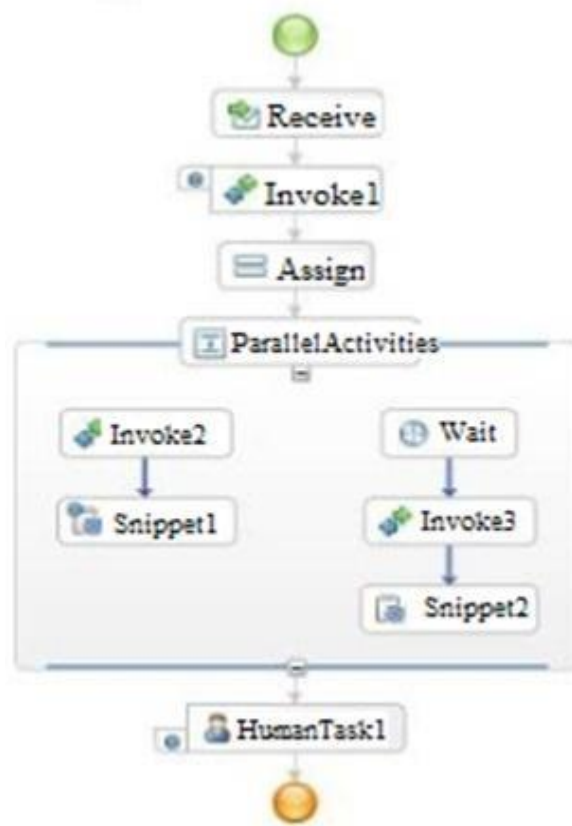 Receive
Invoke1
Assign
ParallelActivities
Invoke2
Wait
Snippet1
Invoke3
Snippet2
HumanTask1